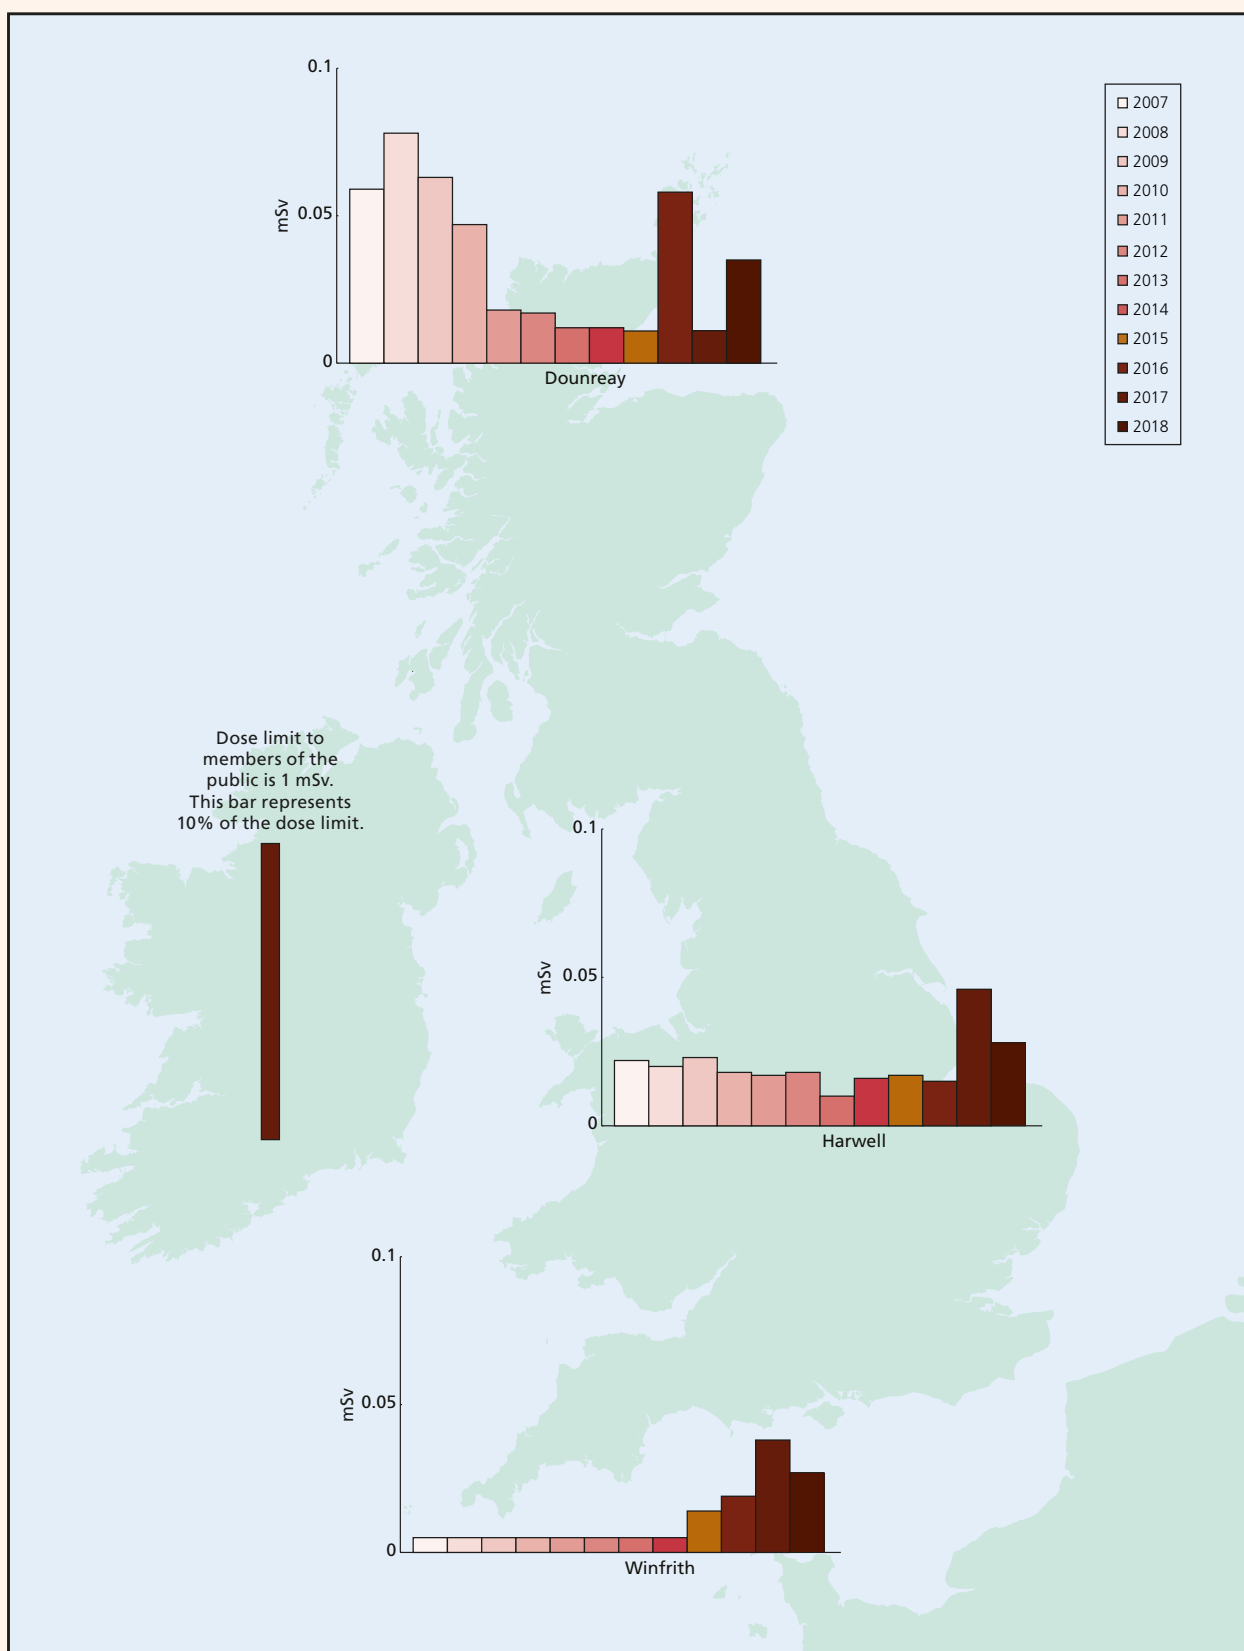 0.1
0.05
0
mSv
Dounreay
2007
2008
2009
2010
2011
2012
2013
2014
2015
2016
2017
2018
Dose limit to
members of the
public is 1 mSv.
This bar represents
10% of the dose limit.
0.1
0.05
0
mSv
Harwell
0.1
0.05
0
mSv
Winfrith